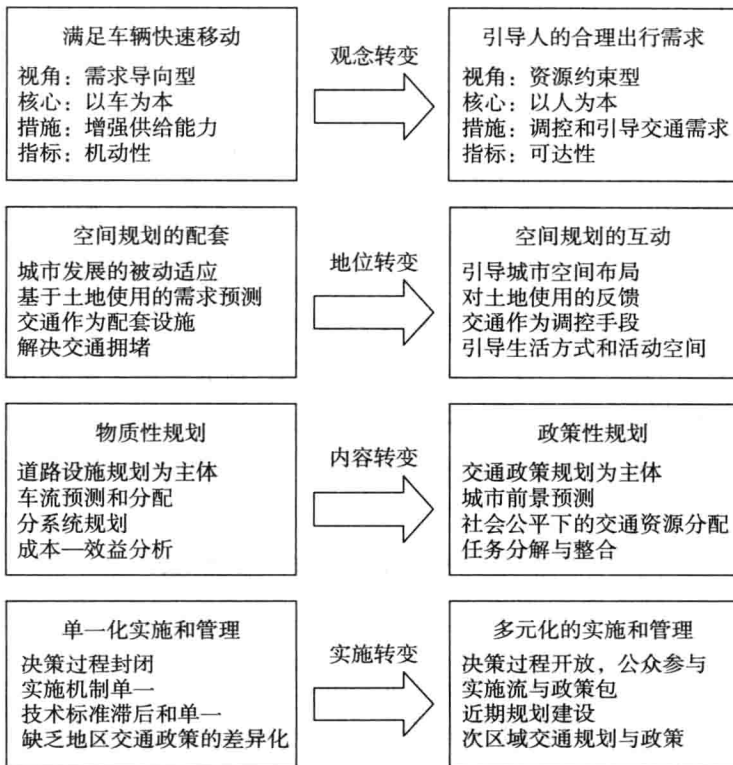 满足车辆快速移动
视角：需求导向型
核心：以车为本
措施：增强供给能力
指标：机动性
观念转变
引导人的合理出行需求
视角：资源约束型
核心：以人为本
措施：调控和引导交通需求
指标：可达性
空间规划的配套
城市发展的被动适应
基于土地使用的需求预测
交通作为配套设施
解决交通拥堵
地位转变
空间规划的互动
引导城市空间布局
对土地使用的反馈
交通作为调控手段
引导生活方式和活动空间
物质性规划
道路设施规划为主体
车流预测和分配
分系统规划
成本—效益分析
内容转变
政策性规划
交通政策规划为主体
城市前景预测
社会公平下的交通资源分配
任务分解与整合
单一化实施和管理
决策过程封闭
实施机制单一
技术标准滞后和单一
缺乏地区交通政策的差异化
实施转变
多元化的实施和管理
决策过程开放，公众参与
实施流与政策包
近期规划建设
次区域交通规划与政策